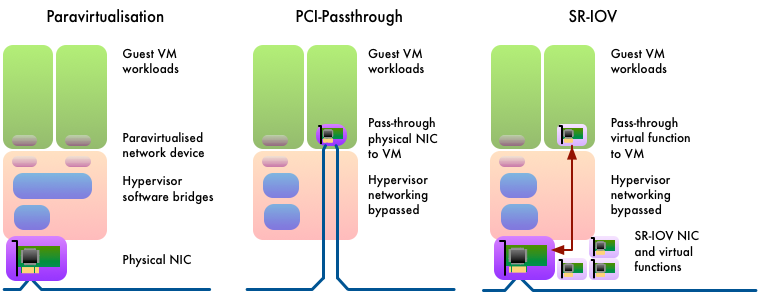 Paravirtualisation
Guest VM
workloads
Paravirtualised
network device
Hypervisor
software bridges
Physical NIC
PCI-Passthrough
Guest VM
workloads
Pass-through
physical NIC
to VM
Hypervisor
networking
bypassed
SR-IOV
Guest VM
workloads
Pass-through
virtual function
to VM
Hypervisor
networking
bypassed
SR-IOV NIC
and virtual
functions